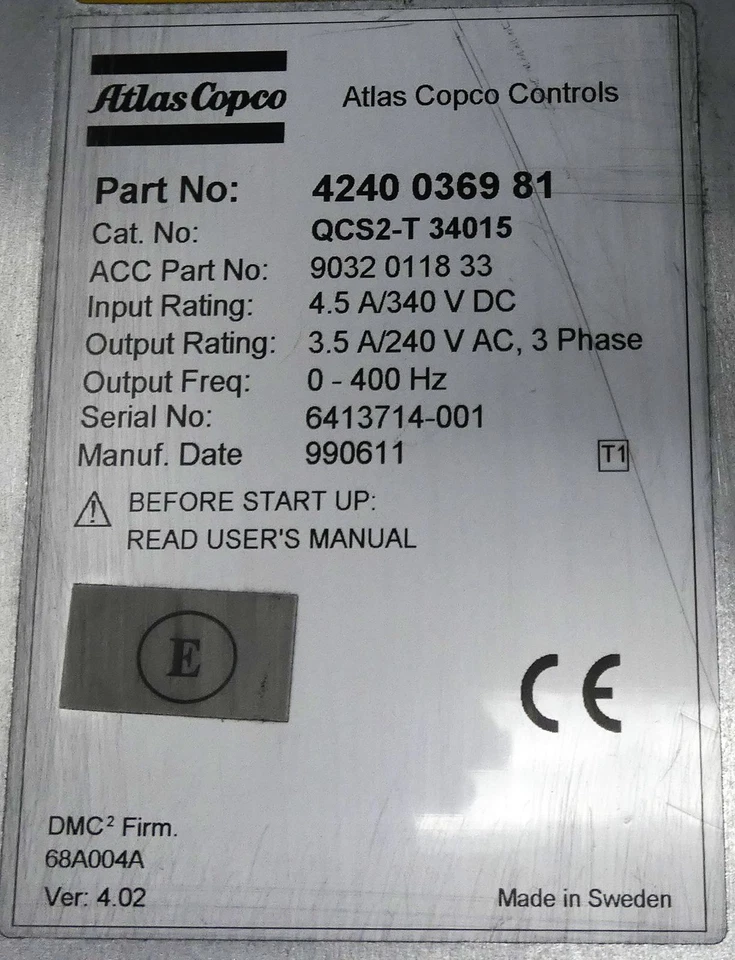 Atlas Copco Atlas Copco Controls
Part No: 4240 0369 81
Cat. No: QCS2-T 34015
ACC Part No: 9032 0118 33
Input Rating: 4.5 A/340 V DC
Output Rating: 3.5 A/240 V AC, 3 Phase
Output Freq: 0 - 400 Hz
Serial No: 6413714-001
Manuf. Date 990611 T1
BEFORE START UP:
READ USER'S MANUAL
E
CE
DMC² Firm.
68A004A
Ver: 4.02 Made in Sweden